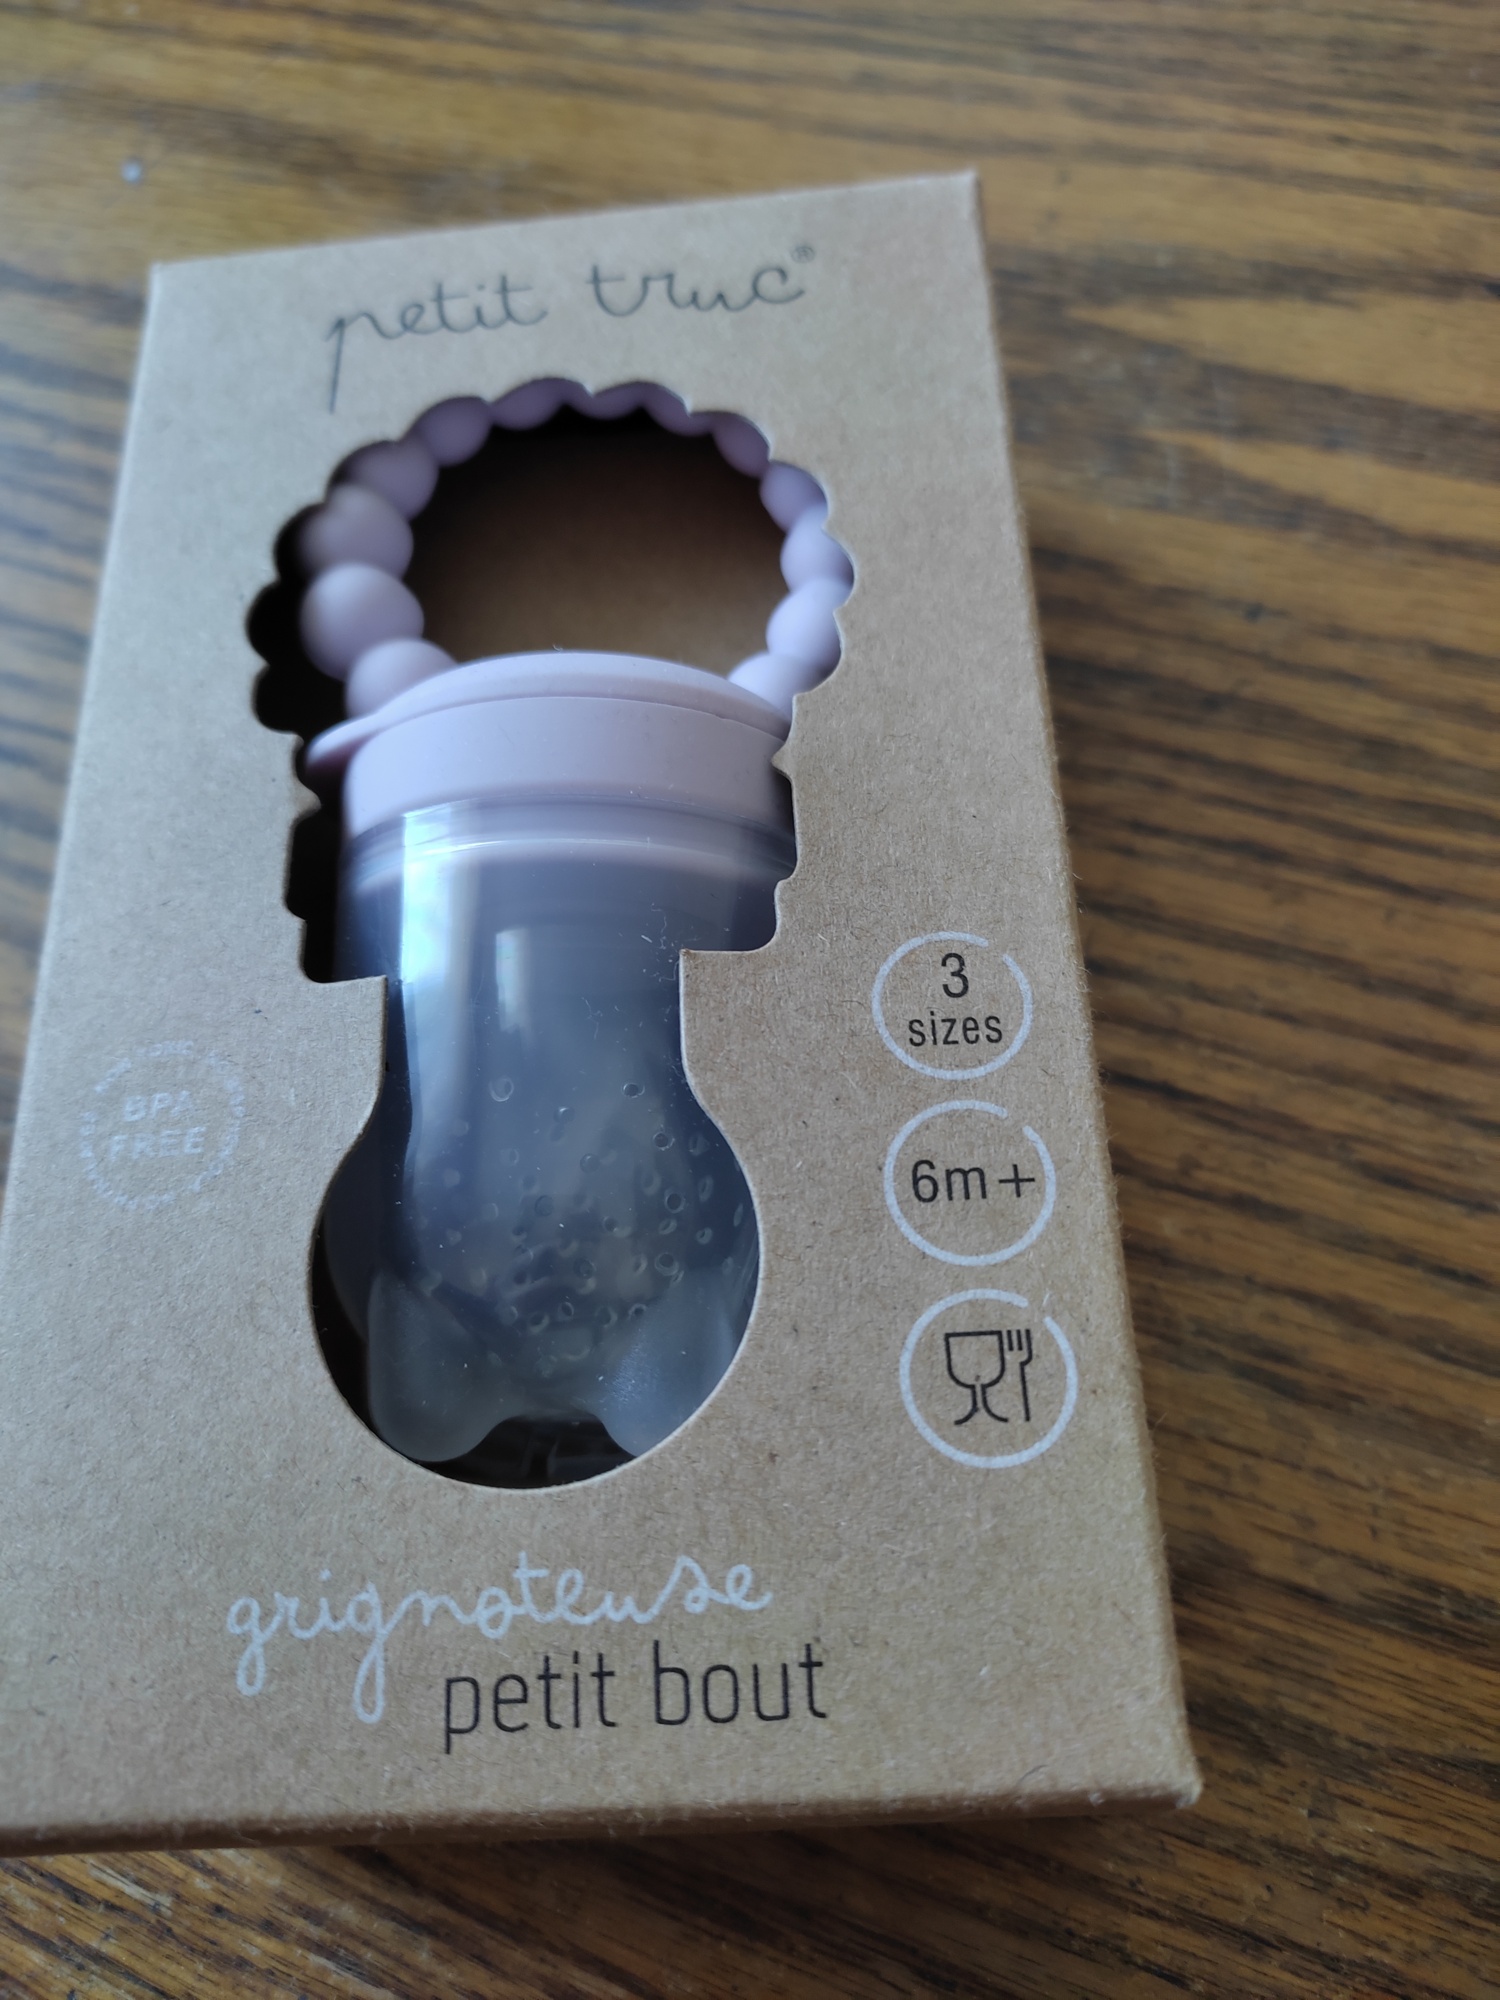 petit truc®
3
sizes
BPA
FREE
6m+
grignoteuse
petit bout